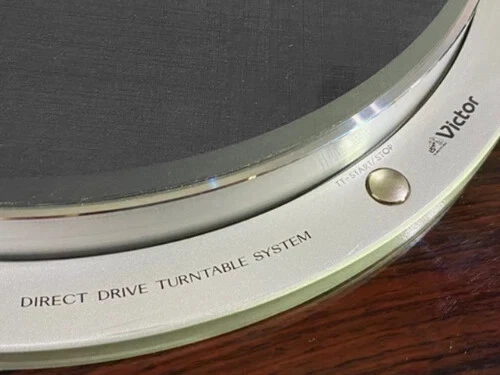 Victor
TT-START/STOP
DIRECT DRIVE TURNTABLE SYSTEM